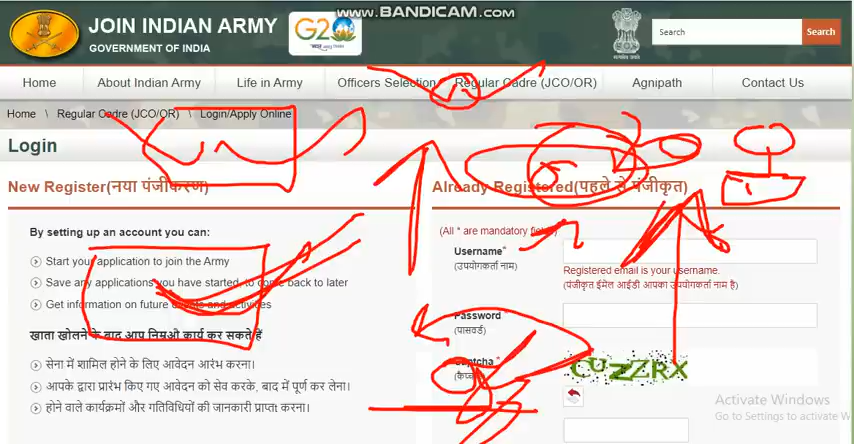 www.BANDICAM.com
JOIN INDIAN ARMY
GOVERNMENT OF INDIA
G20
Search
Search
Home
About Indian Army
Life in Army
Officers Selection
Regular Cadre (JCO/OR)
Agnipath
Contact Us
Home \ Regular Cadre (JCO/OR) \ Login/Apply Online
Login
New Register(नया पंजीकरण)
By setting up an account you can:
Start your application to join the Army
Save any applications you have started, to come back to later
Get information on future events and activities
खाता खोलने के बाद आप निम्नओ कार्य कर सकते हैं
सेना में शामिल होने के लिए आवेदन आरंभ करना।
आपके द्वारा प्रारंभ किए गए आवेदन को सेव करके, बाद में पूर्ण कर लेना।
होने वाले कार्यक्रमों और गतिविधियों की जानकारी प्राप्त करना।
Already Registered(पहले से पंजीकृत)
(All * are mandatory fields)
Username*
(उपयोगकर्ता नाम)
Registered email is your username.
(पंजीकृत ईमेल आईडी आपका उपयोगकर्ता नाम है)
Password
(पासवर्ड)
Captcha*
CUZZRX
Activate Windows
Go to Settings to activate W